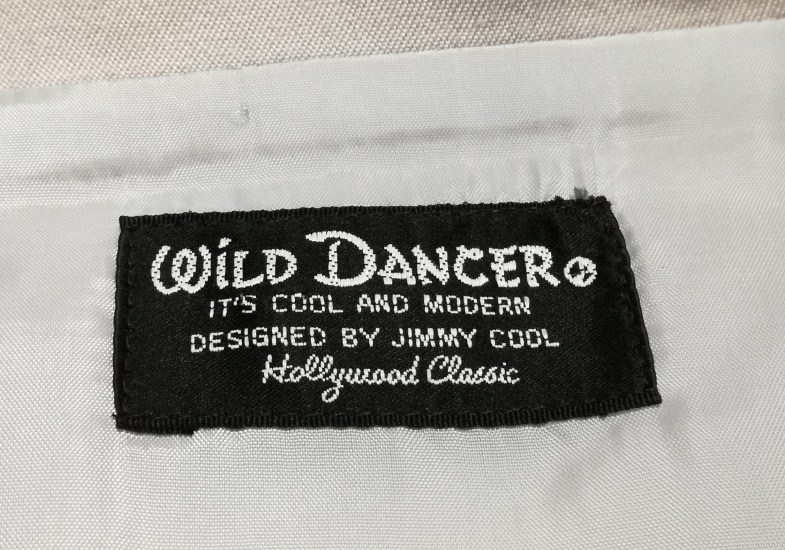 WiLD DANCER
IT'S COOL AND MODERN
DESIGNED BY JIMMY COOL
Hollywood Classic